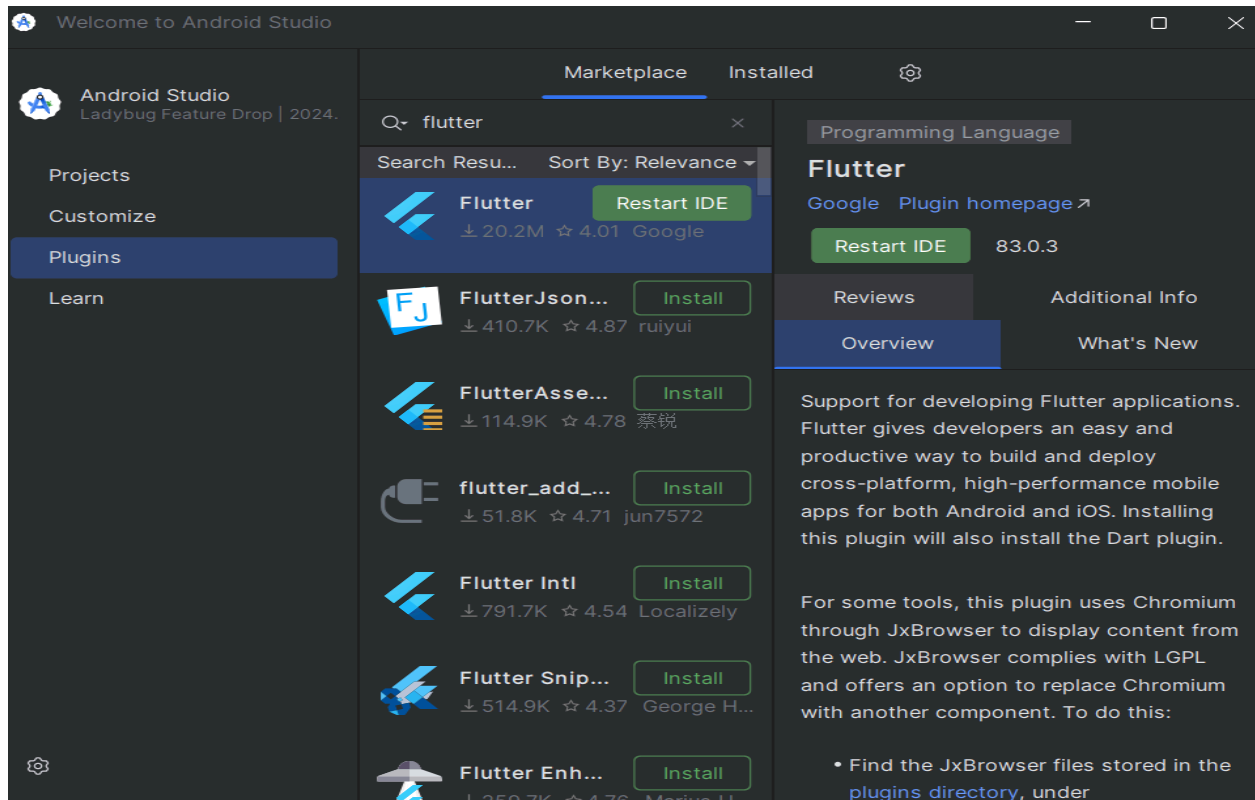 Welcome to Android Studio
Android Studio
Ladybug Feature Drop | 2024.
Projects
Customize
Plugins
Learn
Marketplace
Installed
flutter
Search Resu...
Sort By: Relevance
Flutter
Restart IDE
20.2M 4.01 Google
FlutterJson...
Install
410.7K 4.87 ruiyui
FlutterAsse...
Install
114.9K 4.78 蔡锐
flutter_add_...
Install
51.8K 4.71 jun7572
Flutter Intl
Install
791.7K 4.54 Localizely
Flutter Snip...
Install
514.9K 4.37 George H...
Flutter Enh...
Install
Programming Language
Flutter
Google Plugin homepage
Restart IDE
83.0.3
Reviews
Additional Info
Overview
What's New
Support for developing Flutter applications.
Flutter gives developers an easy and
productive way to build and deploy
cross-platform, high-performance mobile
apps for both Android and iOS. Installing
this plugin will also install the Dart plugin.
For some tools, this plugin uses Chromium
through JxBrowser to display content from
the web. JxBrowser complies with LGPL
and offers an option to replace Chromium
with another component. To do this:
• Find the JxBrowser files stored in the
plugins directory, under